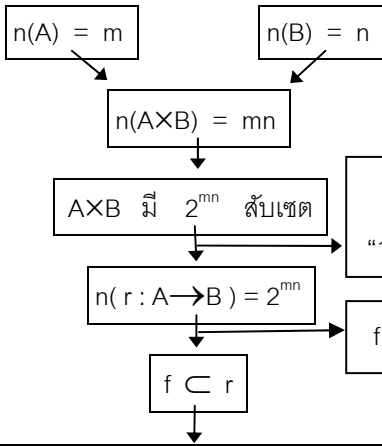 n(A) = m
n(B) = n
n(A×B) = mn
A×B มี 2^mn สับเซต
n( r : A→B ) = 2^mn
f
f ⊂ r